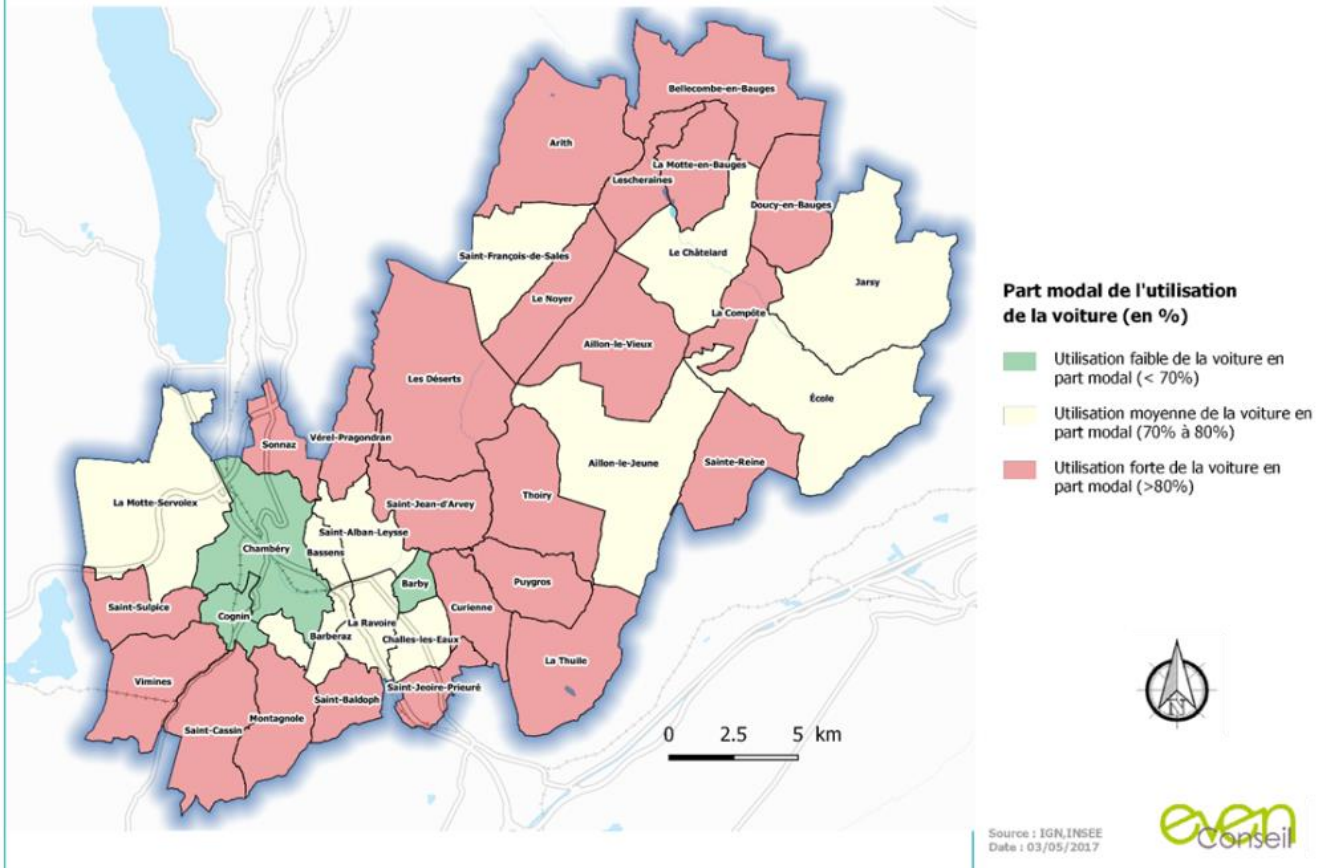 Bellecombe-en-Bauges
Arith
La Motte-en-Bauges
Lescheraines
Doucy-en-Bauges
Saint-François-de-Sales
Le Châtelard
Jarsy
Le Noyer
La Compôte
Aillon-le-Vieux
Les Déserts
École
Sonnaz
Vérel-Pragondran
Aillon-le-Jeune
Sainte-Reine
La Motte-Servolex
Thoiry
Saint-Jean-d'Arvey
Saint-Alban-Leysse
Chambéry
Bassens
Barby
Puygros
Saint-Sulpice
Curienne
Cognin
La Ravoire
Barberaz
Challes-les-Eaux
La Thuile
Vimines
Saint-Jeoire-Prieuré
Saint-Baldoph
Montagnole
Saint-Cassin
0 2.5 5 km
Part modal de l'utilisation
de la voiture (en %)
Utilisation faible de la voiture en
part modal (< 70%)
Utilisation moyenne de la voiture en
part modal (70% à 80%)
Utilisation forte de la voiture en
part modal (>80%)
N
Source : IGN,INSEE
Date : 03/05/2017
even
Conseil